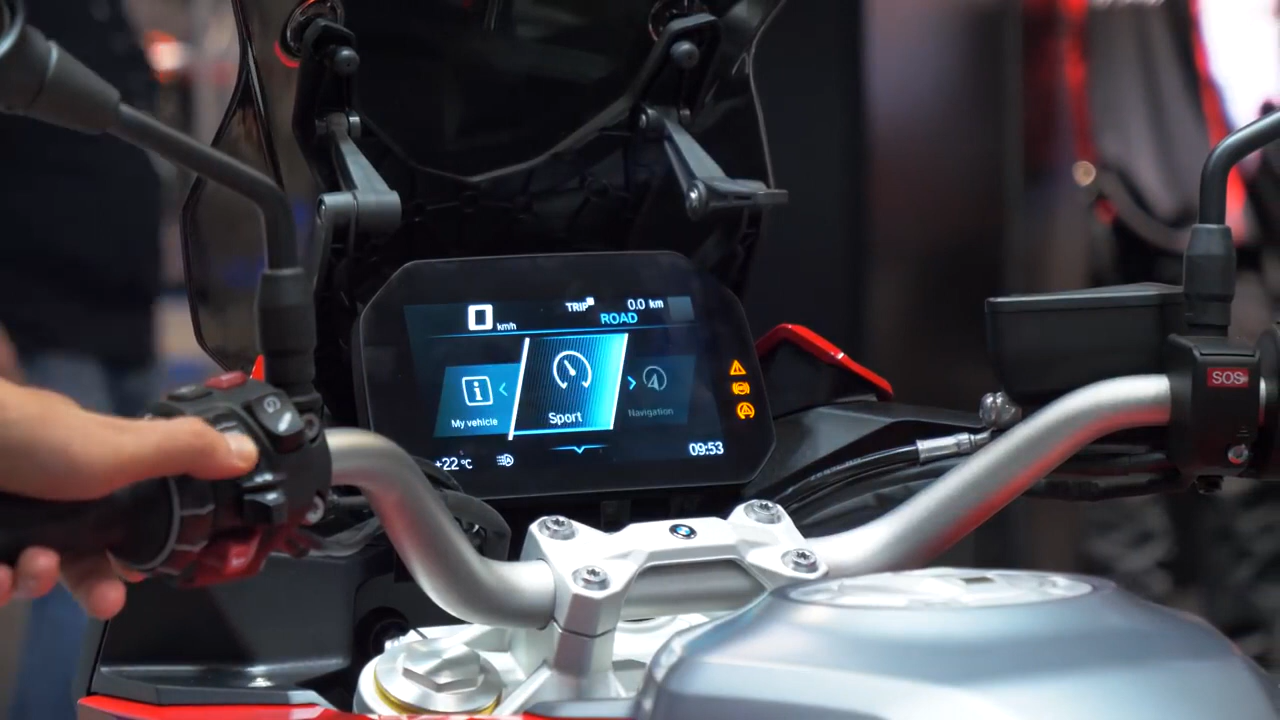 0 km/h
TRIP
0.0 km
ROAD
My vehicle
Sport
Navigation
+22 °C
09:53
SOS